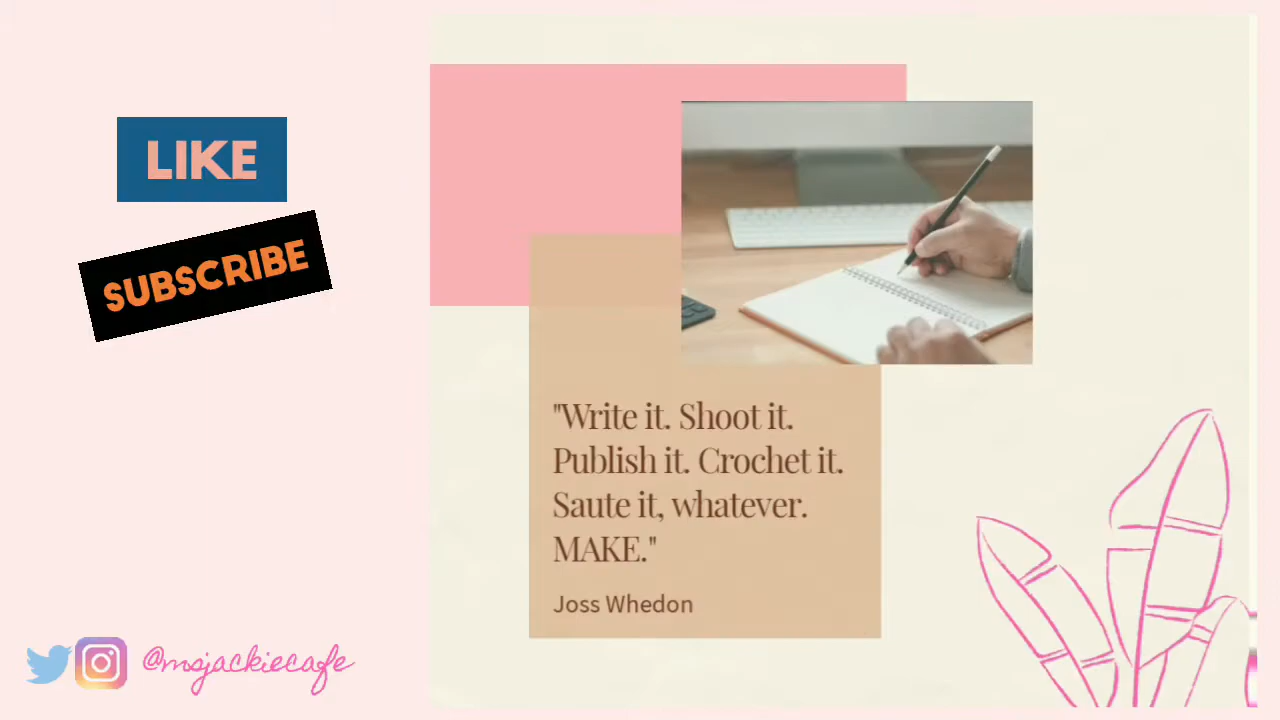 LIKE
SUBSCRIBE
"Write it. Shoot it.
Publish it. Crochet it.
Saute it, whatever.
MAKE."
Joss Whedon
@msjackiecafe